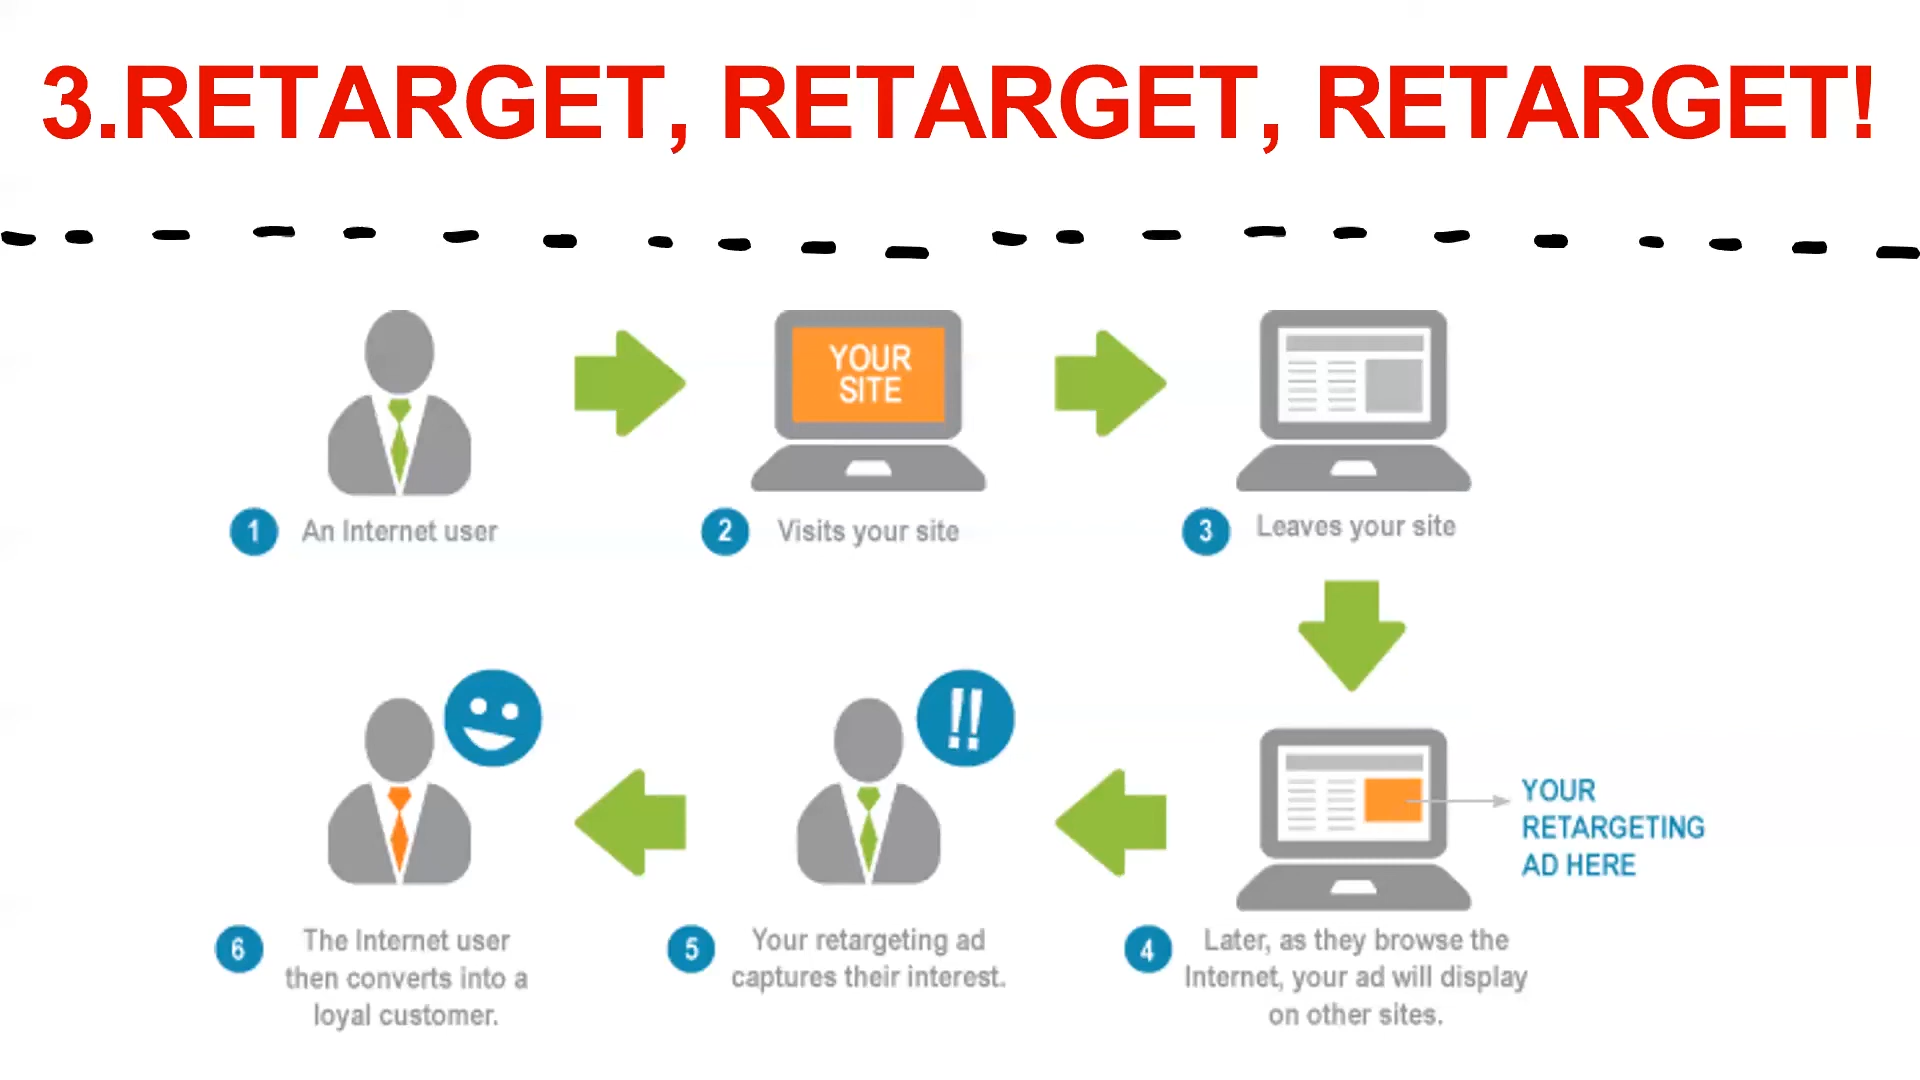 3.RETARGET, RETARGET, RETARGET!
YOUR
SITE
1 An Internet user
2 Visits your site
3 Leaves your site
YOUR
RETARGETING
AD HERE
6 The Internet user
then converts into a
loyal customer.
5 Your retargeting ad
captures their interest.
4 Later, as they browse the
Internet, your ad will display
on other sites.
!!